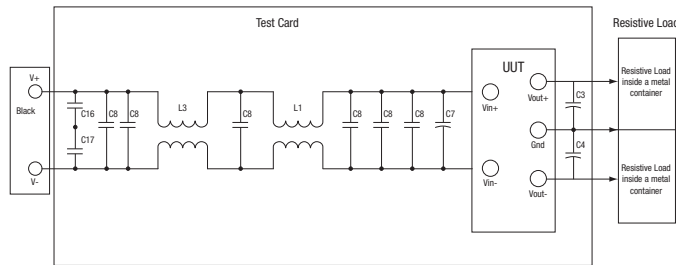 Test Card
Resistive Load
V+
Black
C16
C8
C8
L3
C8
L1
C8
C8
C8
C7
C17
V-
UUT
Vin+
Vout+
Gnd
Vin-
Vout-
C3
C4
Resistive Load
inside a metal
container
Resistive Load
inside a metal
container